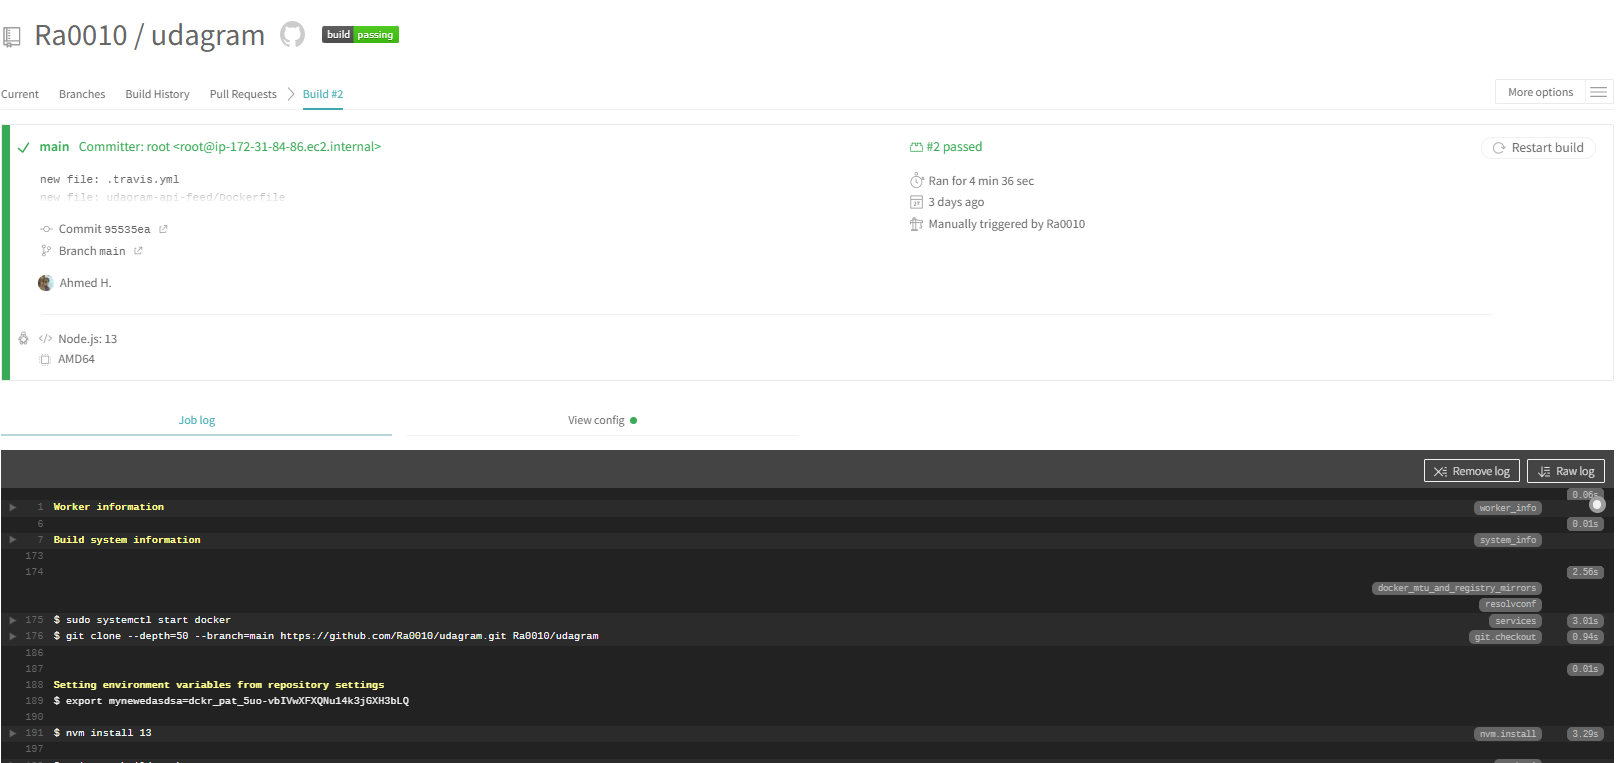 Ra0010 / udagram
build passing
Current Branches Build History Pull Requests Build #2
More options
main Committer: root <root@ip-172-31-84-86.ec2.internal>
#2 passed
Restart build
new file: .travis.yml
new file: udagram-api-feed/Dockerfile
Ran for 4 min 36 sec
3 days ago
Commit 95535ea
Manually triggered by Ra0010
Branch main
Ahmed H.
</> Node.js: 13
AMD64
Job log
View config
Remove log
Raw log
0.06s
1 Worker information worker_info
6 0.01s
7 Build system information system_info
173
174 2.56s
docker_mtu_and_registry_mirrors
resolvconf
175 $ sudo systemctl start docker services 3.01s
176 $ git clone --depth=50 --branch=main https://github.com/Ra0010/udagram.git Ra0010/udagram git.checkout 0.94s
186
187 0.01s
188 Setting environment variables from repository settings
189 $ export mynewedasdsa=dckr_pat_5uo-vbIVwXFXQNu14k3jGXH3bLQ
190
191 $ nvm install 13 nvm.install 3.29s
197